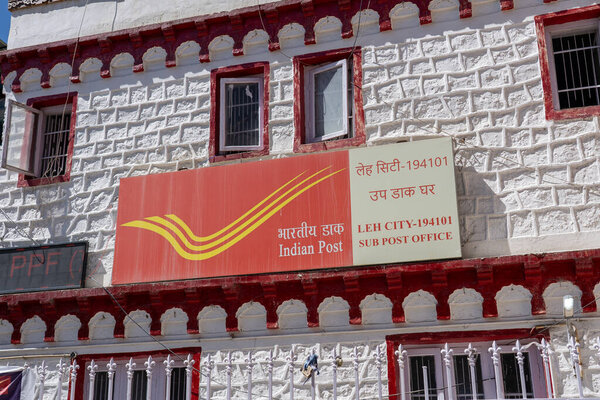 भारतीय डाक
Indian Post
लेह सिटी-194101
उप डाक घर
LEH CITY-194101
SUB POST OFFICE